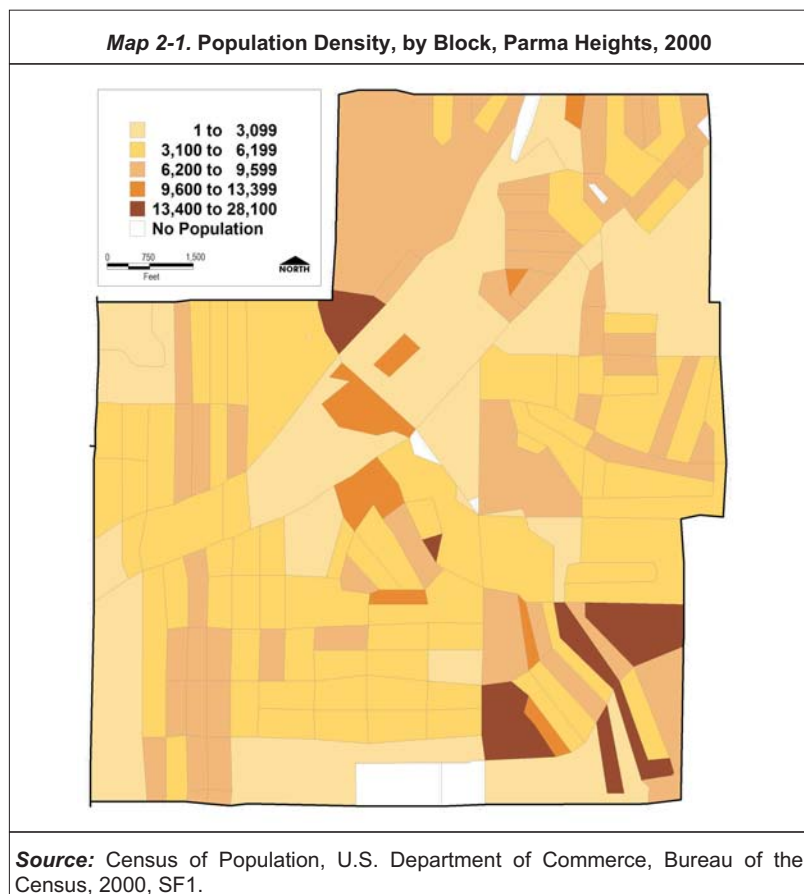 Map 2-1. Population Density, by Block, Parma Heights, 2000
1 to 3,099
3,100 to 6,199
6,200 to 9,599
9,600 to 13,399
13,400 to 28,100
No Population
0 750 1,500
Feet
NORTH
Source: Census of Population, U.S. Department of Commerce, Bureau of the
Census, 2000, SF1.